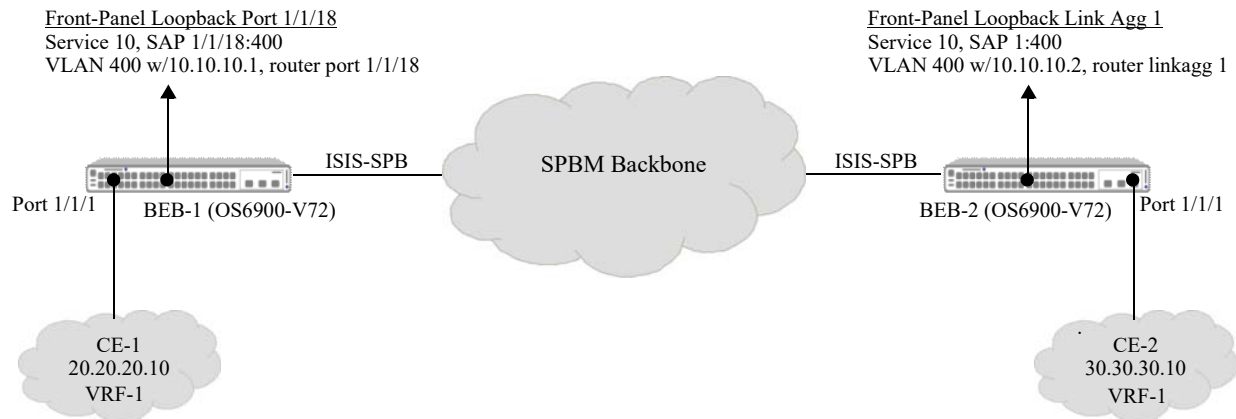 Front-Panel Loopback Port 1/1/18
Service 10, SAP 1/1/18:400
VLAN 400 w/10.10.10.1, router port 1/1/18
Front-Panel Loopback Link Agg 1
Service 10, SAP 1:400
VLAN 400 w/10.10.10.2, router linkagg 1
ISIS-SPB
SPBM Backbone
ISIS-SPB
Port 1/1/1
BEB-1 (OS6900-V72)
BEB-2 (OS6900-V72)
Port 1/1/1
CE-1
20.20.20.10
VRF-1
.
CE-2
30.30.30.10
VRF-1